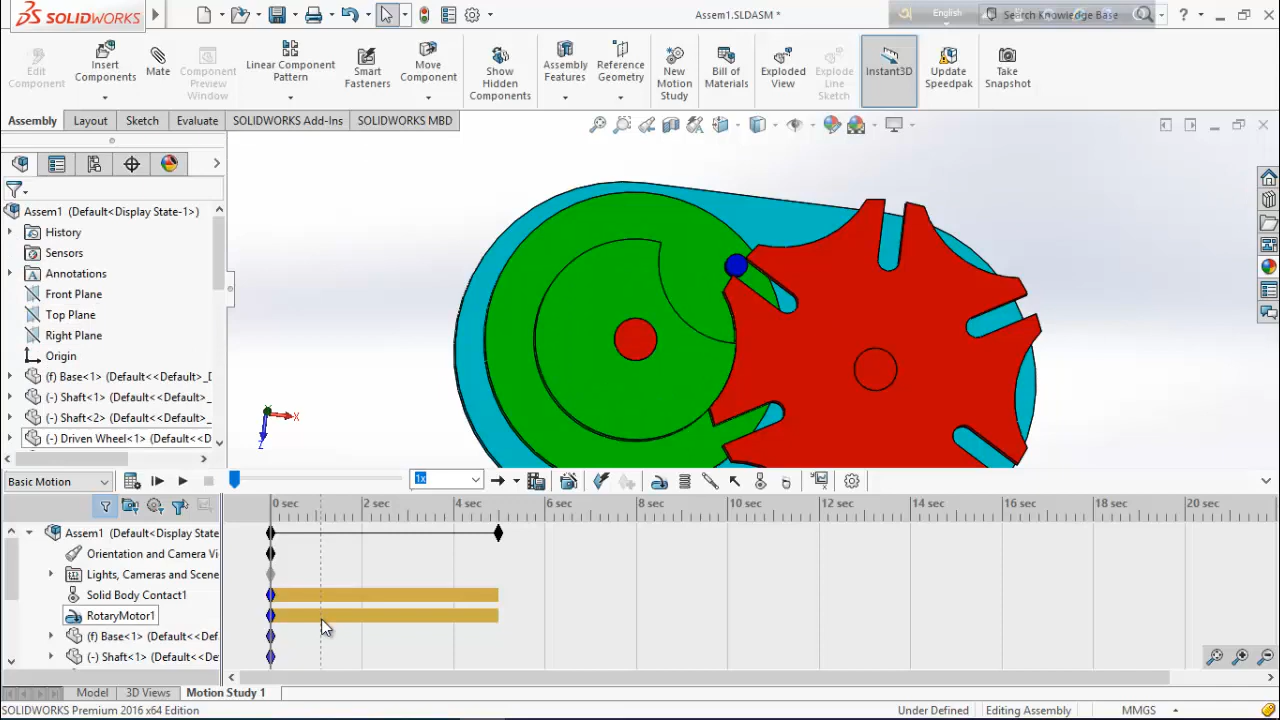 SOLIDWORKS
Assem1.SLDASM *
English
Search Knowledge Base
?
Edit Component
Insert Components
Mate
Component Preview Window
Linear Component Pattern
Smart Fasteners
Move Component
Show Hidden Components
Assembly Features
Reference Geometry
New Motion Study
Bill of Materials
Exploded View
Explode Line Sketch
Instant3D
Update Speedpak
Take Snapshot
Assembly
Layout
Sketch
Evaluate
SOLIDWORKS Add-Ins
SOLIDWORKS MBD
Assem1 (Default<Display State-1>)
History
Sensors
Annotations
Front Plane
Top Plane
Right Plane
Origin
(f) Base<1> (Default<<Default>_D
(-) Shaft<1> (Default<<Default>_
(-) Shaft<2> (Default<<Default>_
(-) Driven Wheel<1> (Default<<D
X
Z
Basic Motion
1x
0 sec
2 sec
4 sec
6 sec
8 sec
10 sec
12 sec
14 sec
16 sec
18 sec
20 sec
Assem1 (Default<Display State
Orientation and Camera Vi
Lights, Cameras and Scene
Solid Body Contact1
RotaryMotor1
(f) Base<1> (Default<<Def
(-) Shaft<1> (Default<<De
Model
3D Views
Motion Study 1
SOLIDWORKS Premium 2016 x64 Edition
Under Defined
Editing Assembly
MMGS